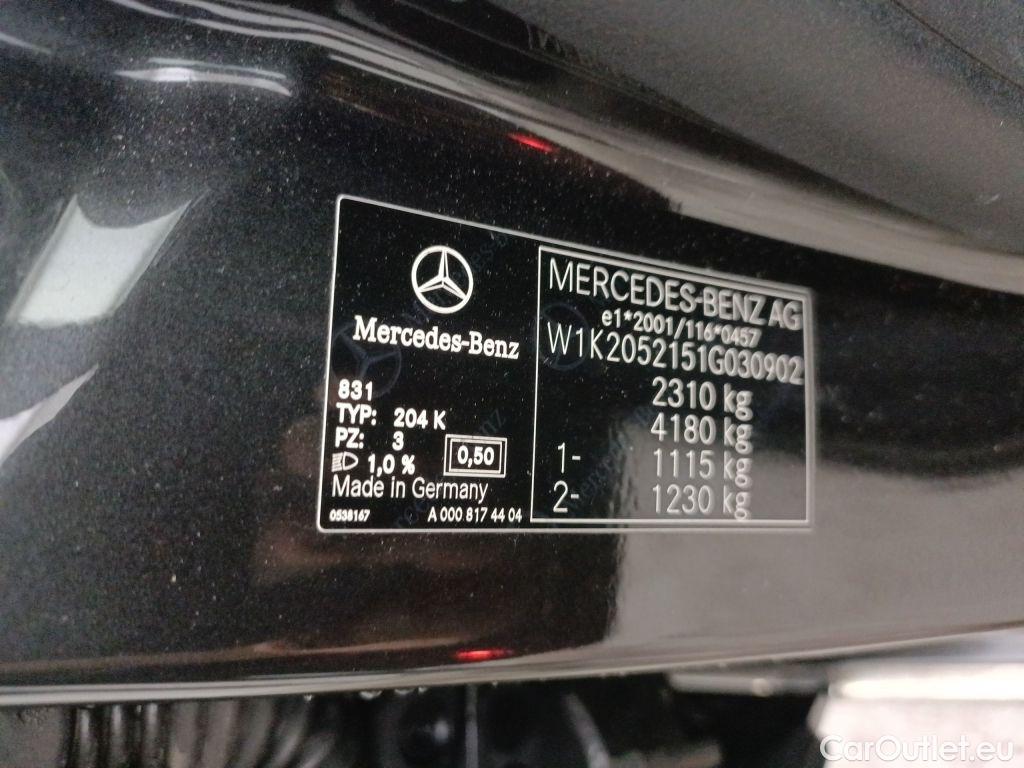 Mercedes-Benz
831
TYP: 204 K
PZ: 3
1,0 %
0,50
Made in Germany
0538167 A 000 817 44 04
MERCEDES-BENZ AG
e1*2001/116*0457
W1K2052151G030902
2310 kg
4180 kg
1- 1115 kg
2- 1230 kg
CarOutlet.eu